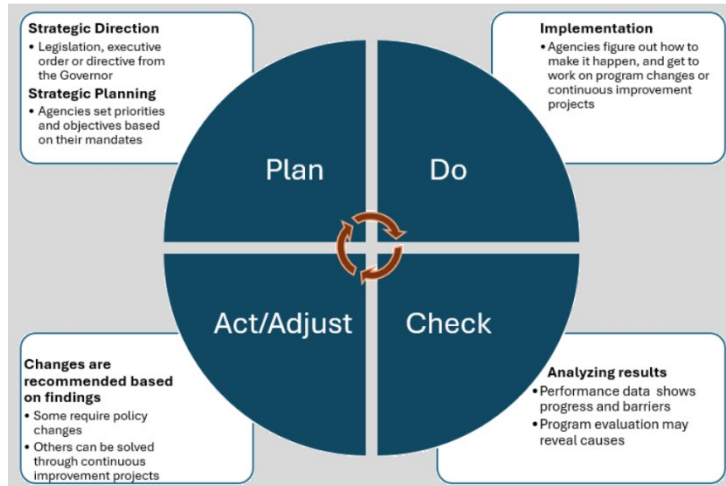 Strategic Direction
• Legislation, executive
order or directive from
the Governor
Strategic Planning
• Agencies set priorities
and objectives based
on their mandates
Implementation
• Agencies figure out how to
make it happen, and get to
work on program changes or
continuous improvement
projects
Plan
Do
Act/Adjust
Check
Changes are
recommended based
on findings
• Some require policy
changes
• Others can be solved
through continuous
improvement projects
Analyzing results
• Performance data shows
progress and barriers
• Program evaluation may
reveal causes